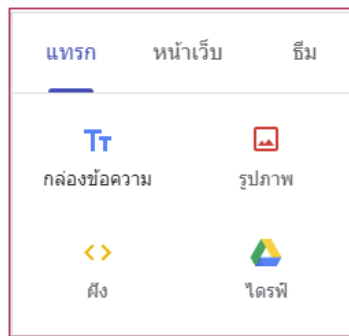 แทรก หน้าเว็บ ธีม
Tт
กล่องข้อความ รูปภาพ
ผึง ไดรฟ์